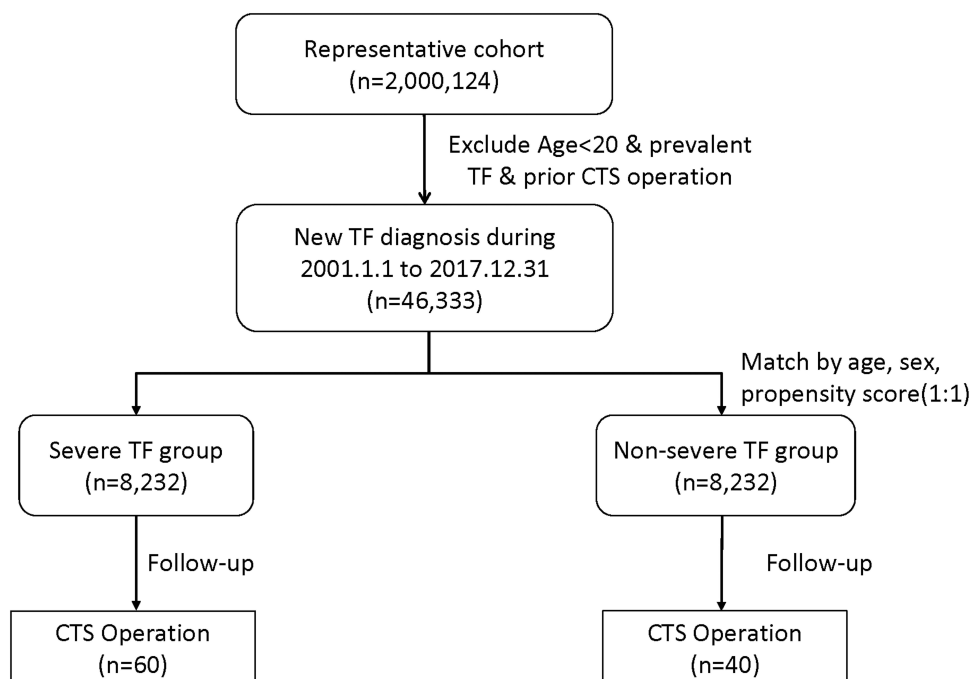 Representative cohort
(n=2,000,124)
Exclude Age<20 & prevalent
TF & prior CTS operation
New TF diagnosis during
2001.1.1 to 2017.12.31
(n=46,333)
Match by age, sex,
propensity score(1:1)
Severe TF group
(n=8,232)
Non-severe TF group
(n=8,232)
Follow-up
Follow-up
CTS Operation
(n=60)
CTS Operation
(n=40)